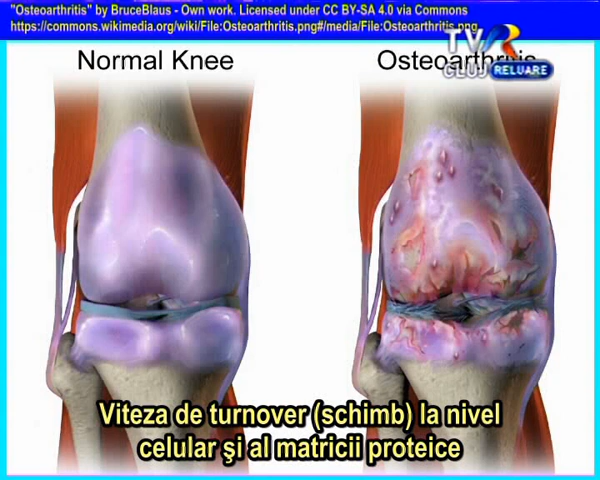 "Osteoarthritis" by BruceBlaus - Own work. Licensed under CC BY-SA 4.0 via Commons
https://commons.wikimedia.org/wiki/File:Osteoarthritis.png#/media/File:Osteoarthritis.png
TVR
CLUJ RELUARE
Normal Knee
Osteoarthritis
Viteza de turnover (schimb) la nivel
celular şi al matricii proteice